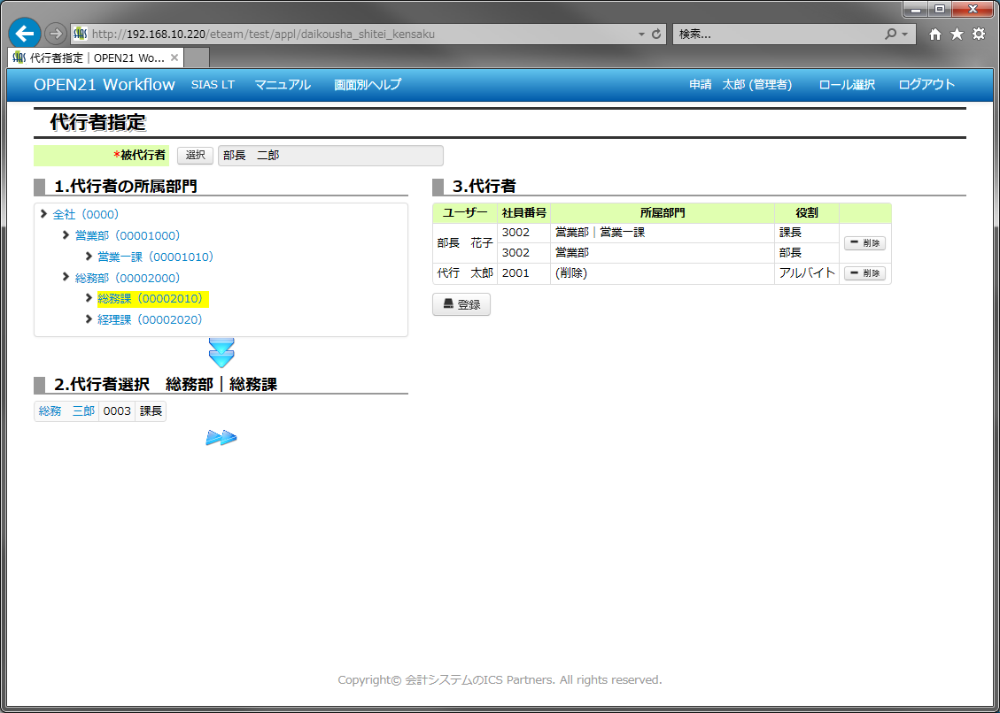 http://192.168.10.220/eteam/test/appl/daikousha_shitei_kensaku
検索...
代行者指定 | OPEN21 Wo...
OPEN21 Workflow SIAS LT マニュアル 画面別ヘルプ 申請　太郎 (管理者) ロール選択 ログアウト
代行者指定
*被代行者 選択 部長　二郎
1.代行者の所属部門
全社（0000）
営業部（00001000）
営業一課（00001010）
総務部（00002000）
総務課（00002010）
経理課（00002020）
2.代行者選択　総務部｜総務課
総務　三郎 0003 課長
3.代行者
ユーザー 社員番号 所属部門 役割
部長　花子 3002 営業部｜営業一課 課長 削除
3002 営業部 部長
代行　太郎 2001 (削除) アルバイト 削除
登録
Copyright© 会計システムのICS Partners. All rights reserved.